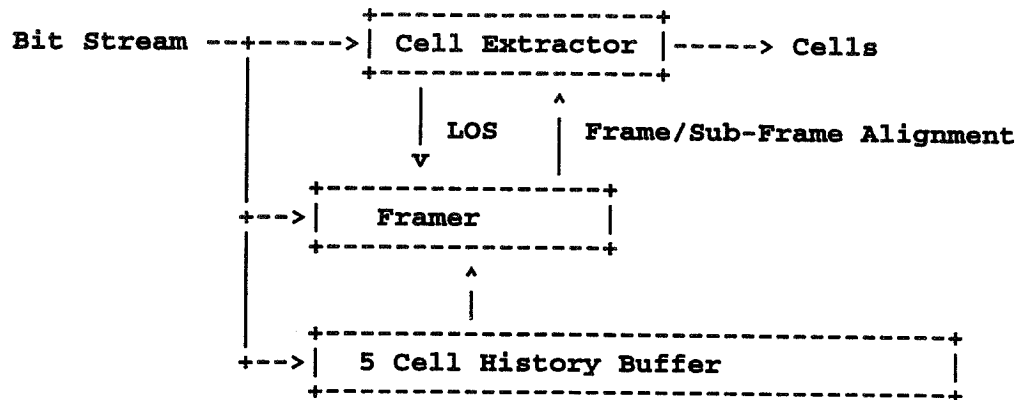 Bit Stream Cell Extractor Cells
LOS Frame/Sub-Frame Alignment
Framer
5 Cell History Buffer